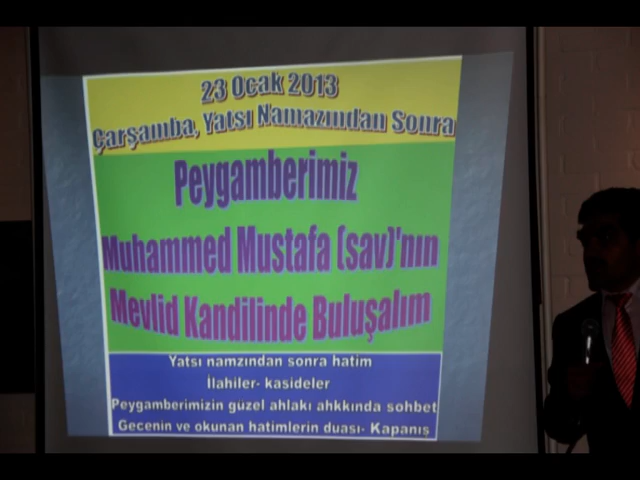 23 Ocak 2013
Çarşamba, Yatsı Namazından Sonra
Peygamberimiz
Muhammed Mustafa (sav)'nın
Mevlid Kandilinde Buluşalım
Yatsı namzından sonra hatim
İlahiler- kasideler
Peygamberimizin güzel ahlakı ahkkında sohbet
Gecenin ve okunan hatimlerin duası- Kapanış